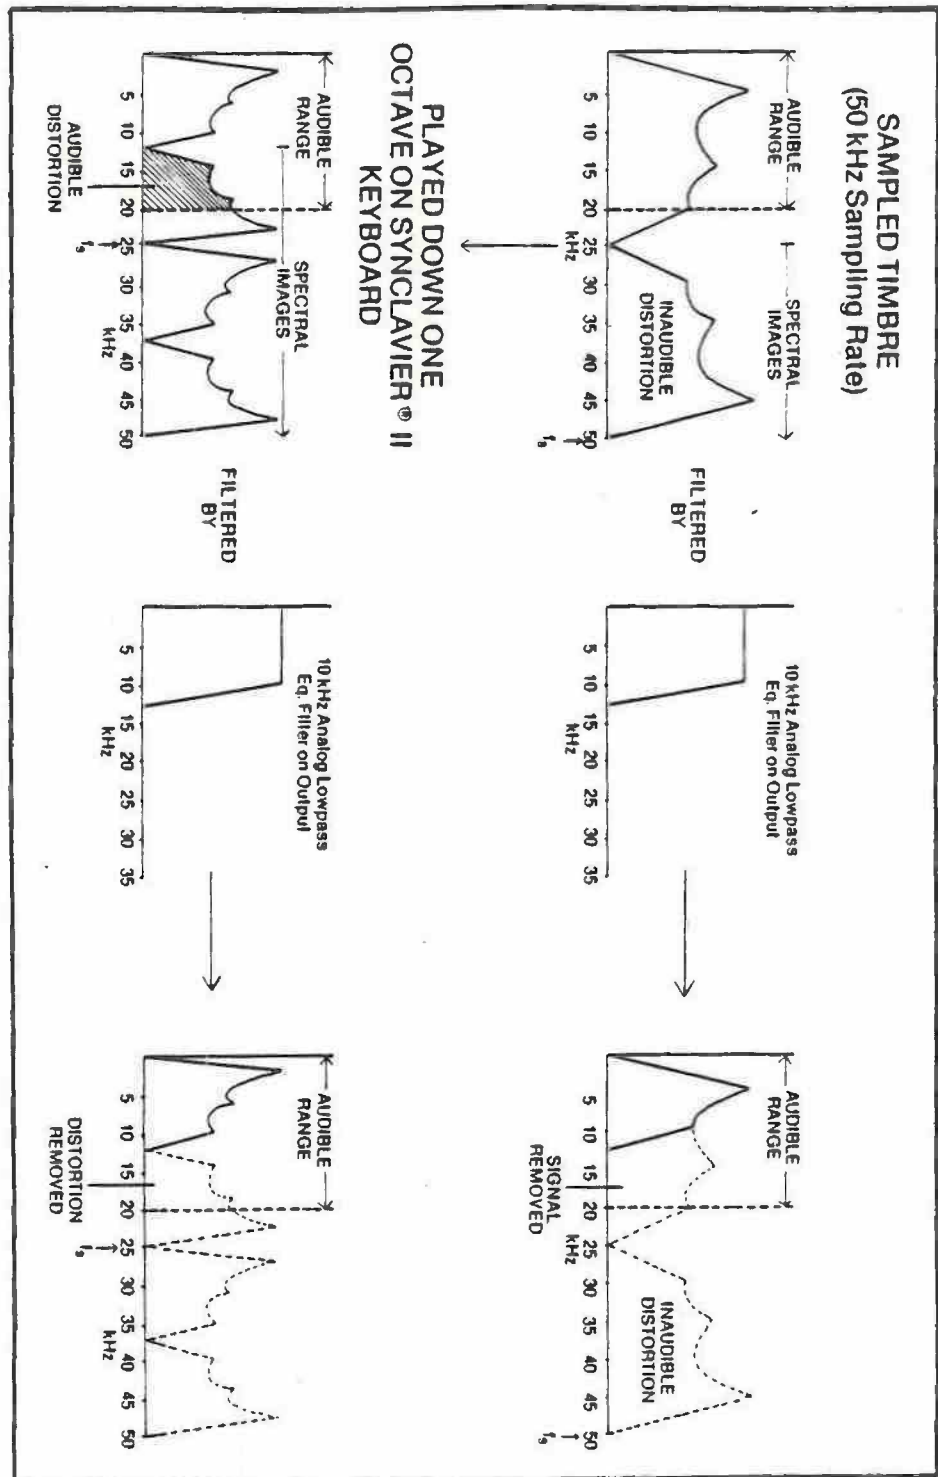 SAMPLED TIMBRE
(50 kHz Sampling Rate)
AUDIBLE
RANGE
SPECTRAL
IMAGES
INAUDIBLE
DISTORTION
5
10
15
20
25
30
35
40
45
50
kHz
fs
FILTERED
BY
10 kHz Analog Lowpass
Eq. Filter on Output
5
10
15
20
25
30
35
kHz
AUDIBLE
RANGE
INAUDIBLE
DISTORTION
5
10
15
20
25
30
35
40
45
50
kHz
fs
SIGNAL
REMOVED
PLAYED DOWN ONE
OCTAVE ON SYNCLAVIER® II
KEYBOARD
AUDIBLE
RANGE
SPECTRAL
IMAGES
5
10
15
20
25
30
35
40
45
50
kHz
fs
AUDIBLE
DISTORTION
FILTERED
BY
10 kHz Analog Lowpass
Eq. Filter on Output
5
10
15
20
25
30
35
kHz
AUDIBLE
RANGE
5
10
15
20
25
30
35
40
45
50
kHz
fs
DISTORTION
REMOVED